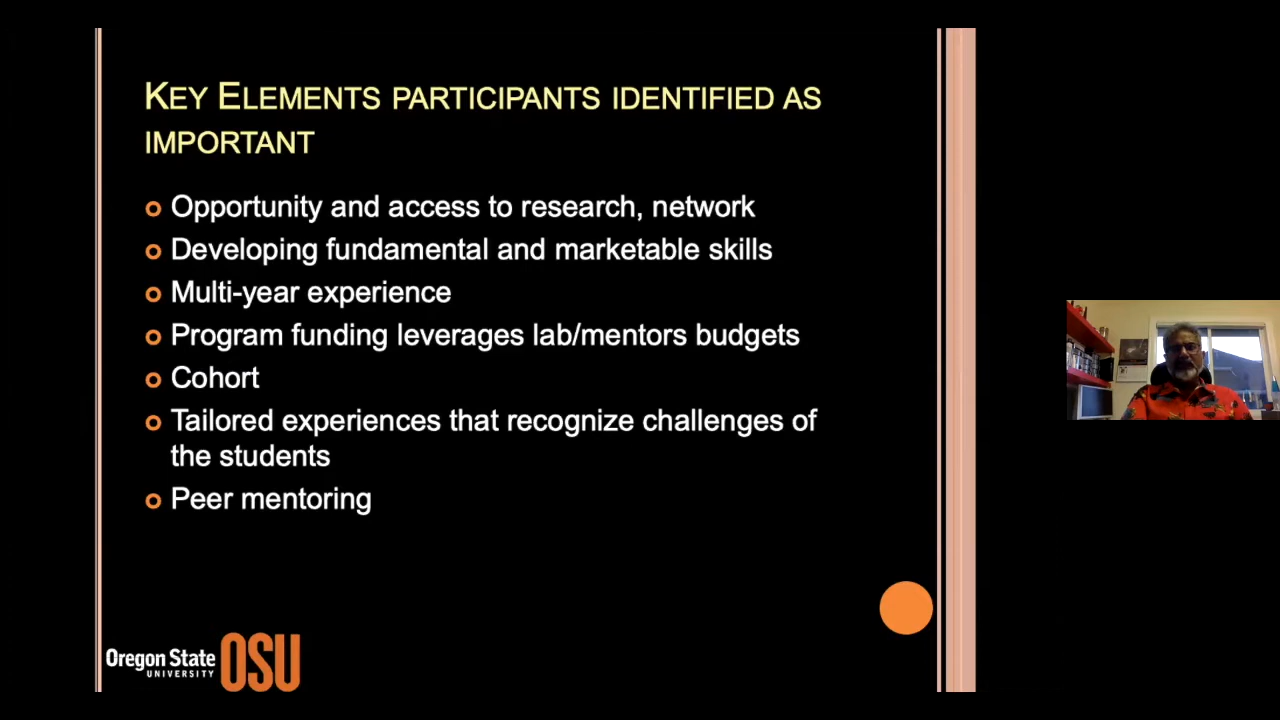 KEY ELEMENTS PARTICIPANTS IDENTIFIED AS
IMPORTANT
Opportunity and access to research, network
Developing fundamental and marketable skills
Multi-year experience
Program funding leverages lab/mentors budgets
Cohort
Tailored experiences that recognize challenges of
the students
Peer mentoring
Oregon State
UNIVERSITY
OSU